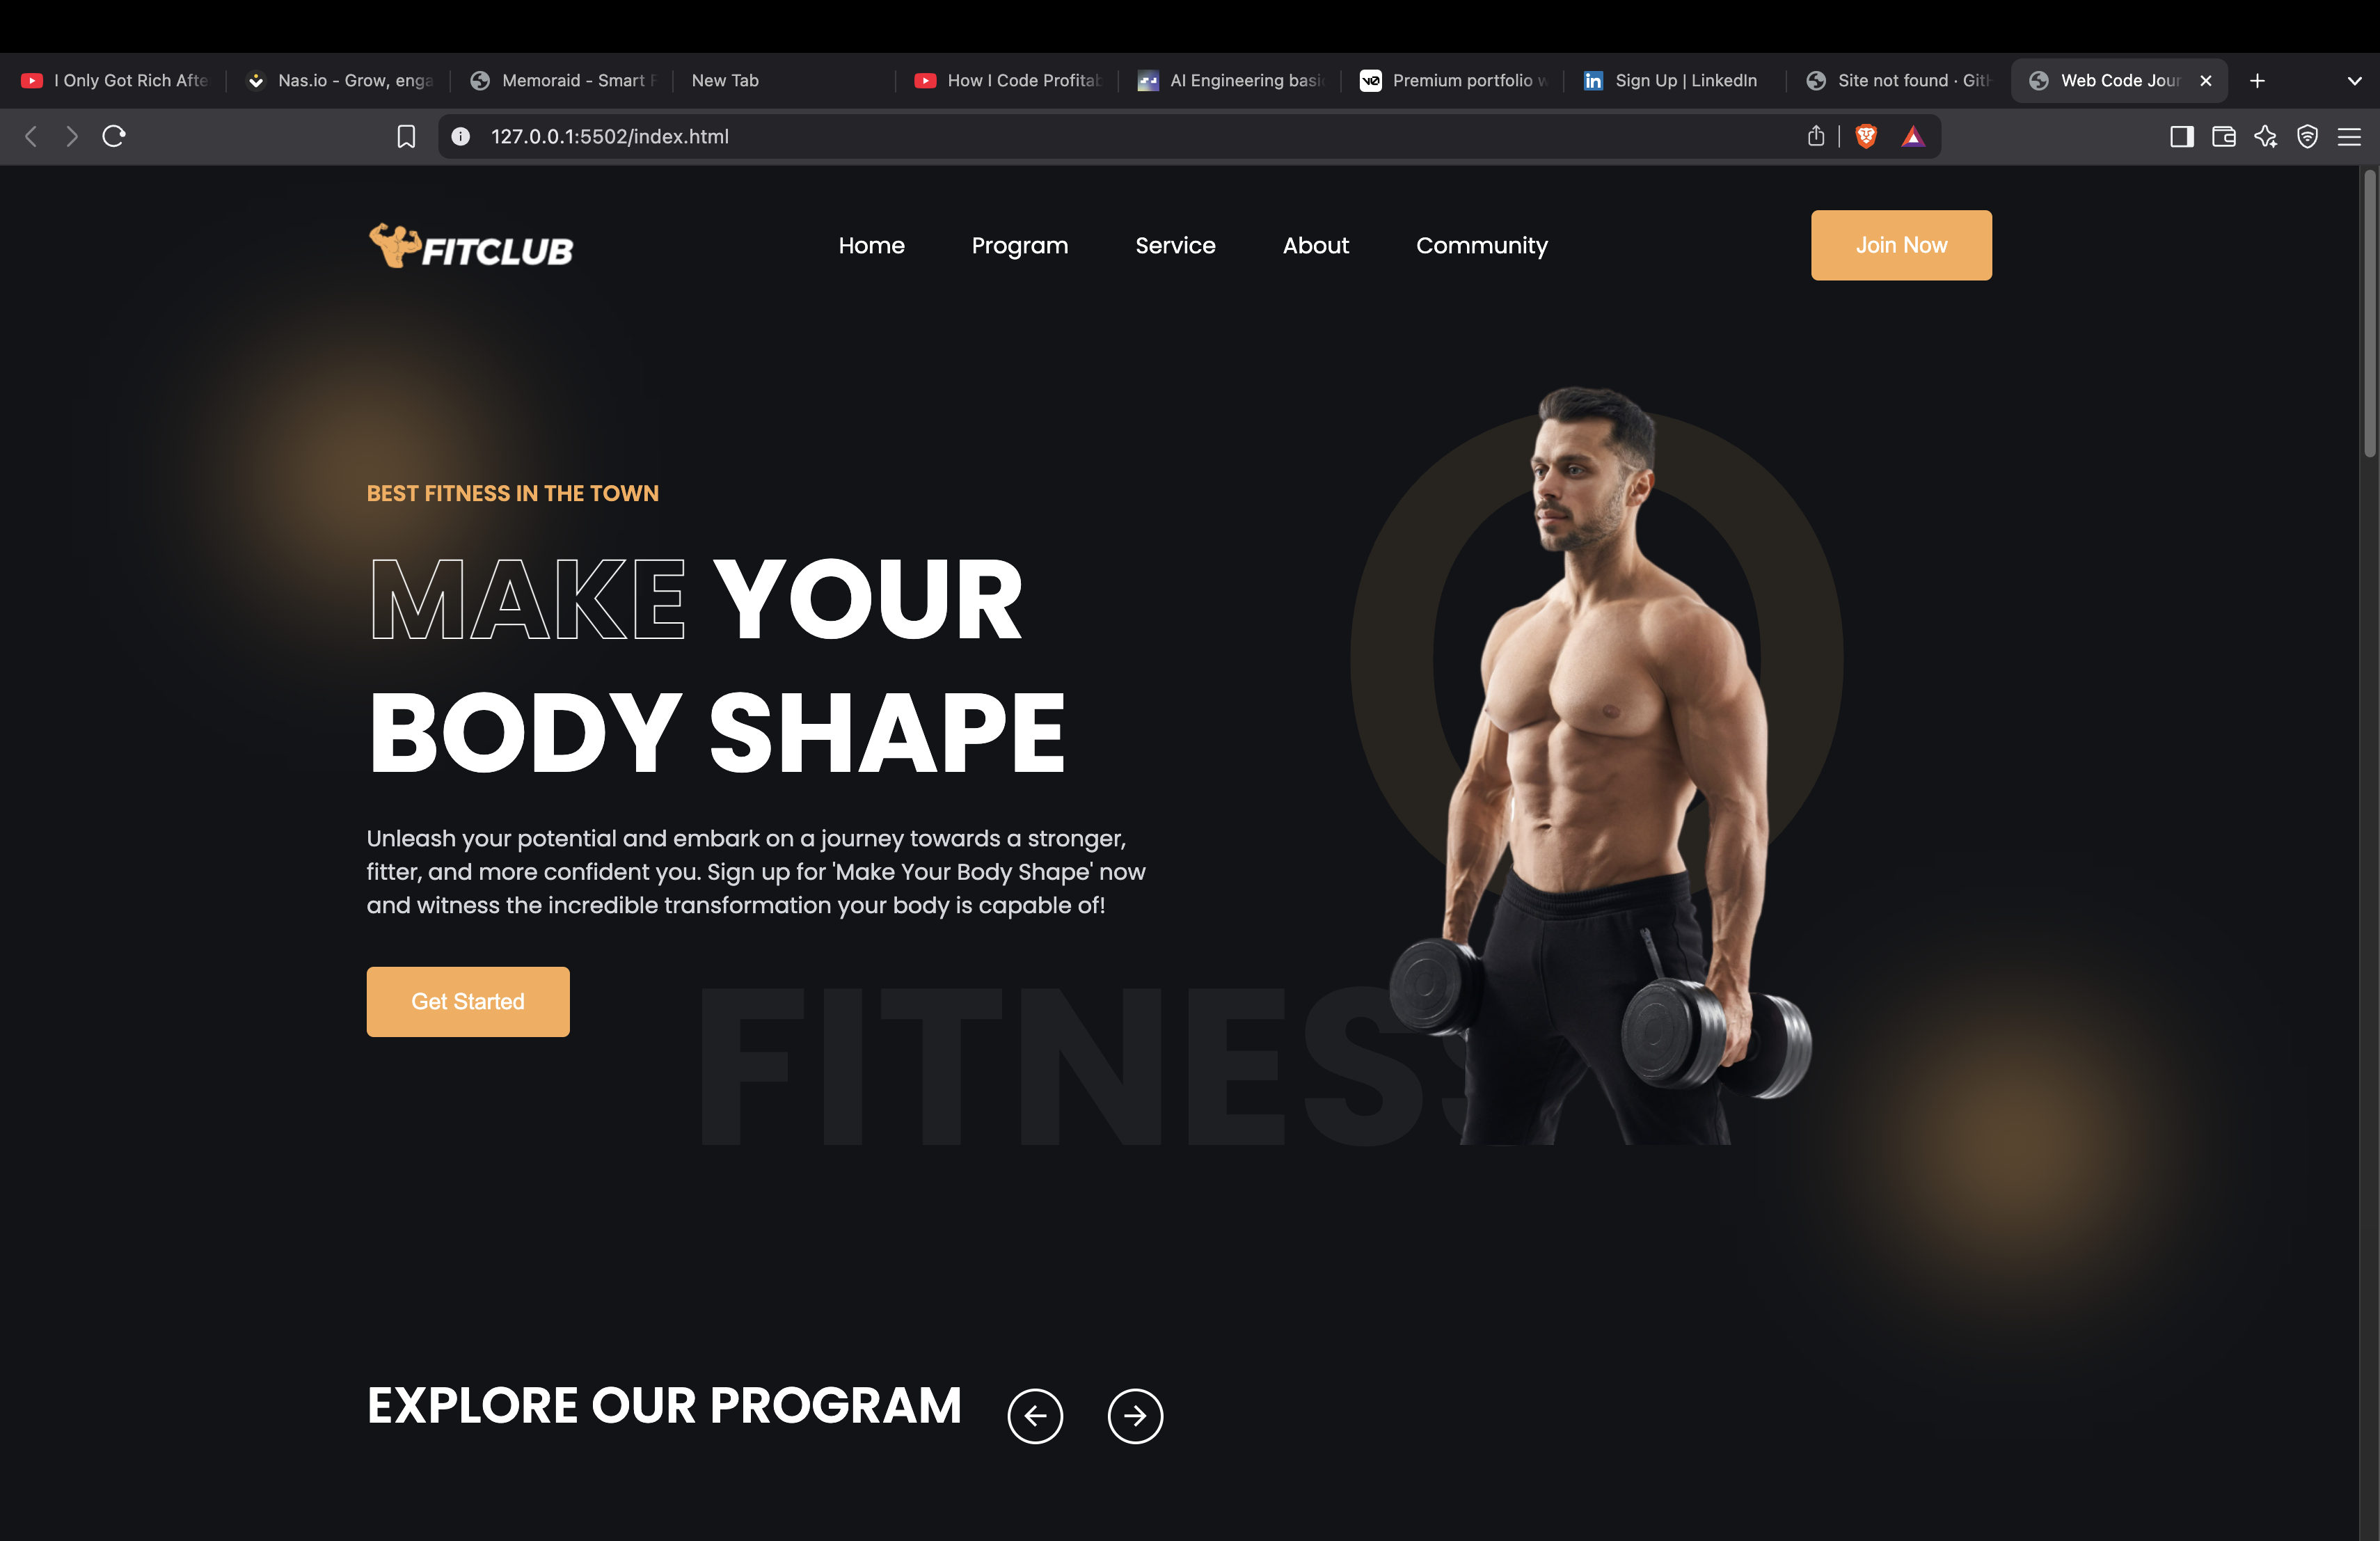 I Only Got Rich Afte
Nas.io - Grow, enga
Memoraid - Smart F
New Tab
How I Code Profitab
AI Engineering basi
Premium portfolio w
Sign Up | LinkedIn
Site not found · Git
Web Code Jour
127.0.0.1:5502/index.html
FITCLUB
Home
Program
Service
About
Community
Join Now
BEST FITNESS IN THE TOWN
MAKE YOUR
BODY SHAPE
Unleash your potential and embark on a journey towards a stronger,
fitter, and more confident you. Sign up for 'Make Your Body Shape' now
and witness the incredible transformation your body is capable of!
Get Started
FITNESS
EXPLORE OUR PROGRAM